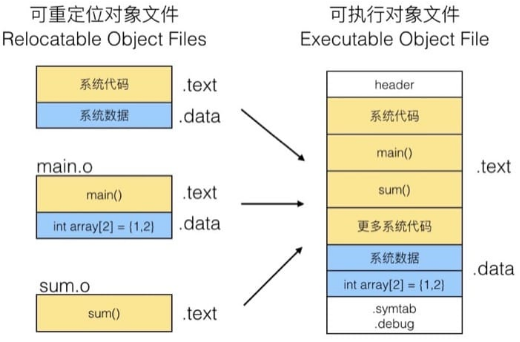 可重定位对象文件
Relocatable Object Files
系统代码
.text
系统数据
.data
main.o
main()
.text
int array[2] = {1,2}
.data
sum.o
sum()
.text
可执行对象文件
Executable Object File
header
系统代码
main()
.text
sum()
更多系统代码
系统数据
.data
int array[2] = {1,2}
.symtab
.debug